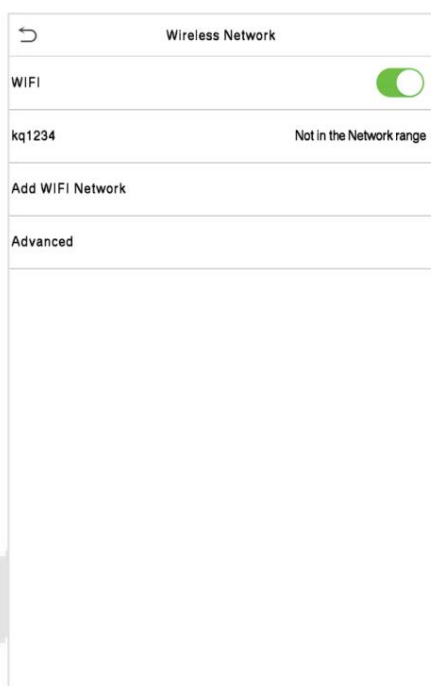 Wireless Network
WIFI
kq1234 Not in the Network range
Add WIFI Network
Advanced